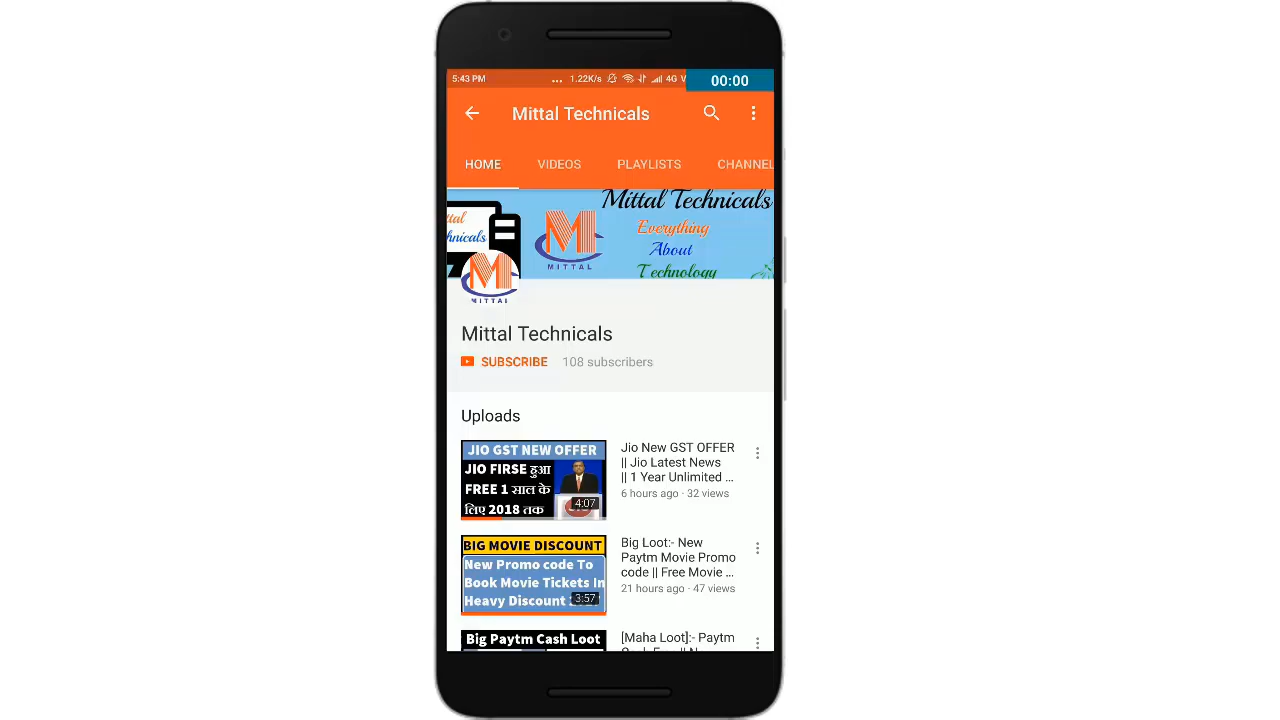 5:43 PM ... 1.22K/s 4G V 00:00
Mittal Technicals
HOME VIDEOS PLAYLISTS CHANNEL
Mittal Technicals
Everything
About
Technology
ttal
hnicals
MITTAL
MITTAL
Mittal Technicals
SUBSCRIBE 108 subscribers
Uploads
JIO GST NEW OFFER
JIO FIRSE हुआ
FREE 1 साल के
लिए 2018 तक
4:07
Jio New GST OFFER
|| Jio Latest News
|| 1 Year Unlimited ...
6 hours ago · 32 views
BIG MOVIE DISCOUNT
New Promo code To
Book Movie Tickets In
Heavy Discount
3:57
Big Loot:- New
Paytm Movie Promo
code || Free Movie ...
21 hours ago · 47 views
Big Paytm Cash Loot
[Maha Loot]:- Paytm